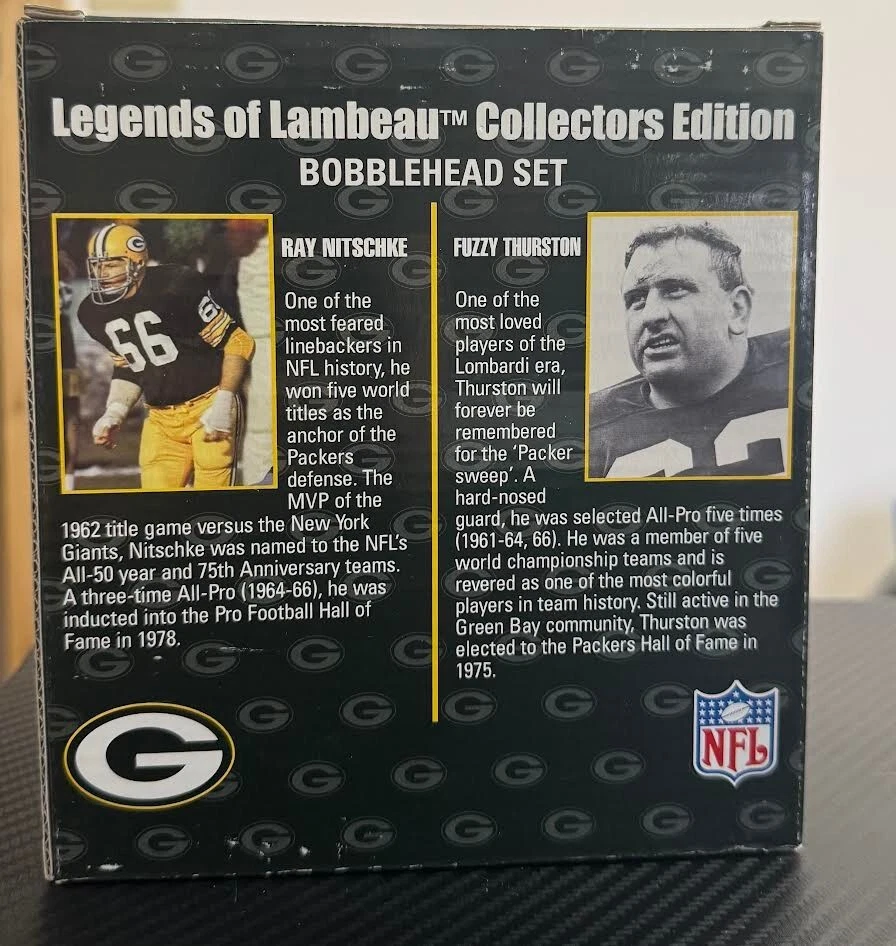 Legends of Lambeau™ Collectors Edition
BOBBLEHEAD SET
RAY NITSCHKE
One of the
most feared
linebackers in
NFL history, he
won five world
titles as the
anchor of the
Packers
defense. The
MVP of the
1962 title game versus the New York
Giants, Nitschke was named to the NFL's
All-50 year and 75th Anniversary teams.
A three-time All-Pro (1964-66), he was
inducted into the Pro Football Hall of
Fame in 1978.
66
66
G
FUZZY THURSTON
One of the
most loved
players of the
Lombardi era,
Thurston will
forever be
remembered
for the 'Packer
sweep'. A
hard-nosed
guard, he was selected All-Pro five times
(1961-64, 66). He was a member of five
world championship teams and is
revered as one of the most colorful
players in team history. Still active in the
Green Bay community, Thurston was
elected to the Packers Hall of Fame in
1975.
G
NFL